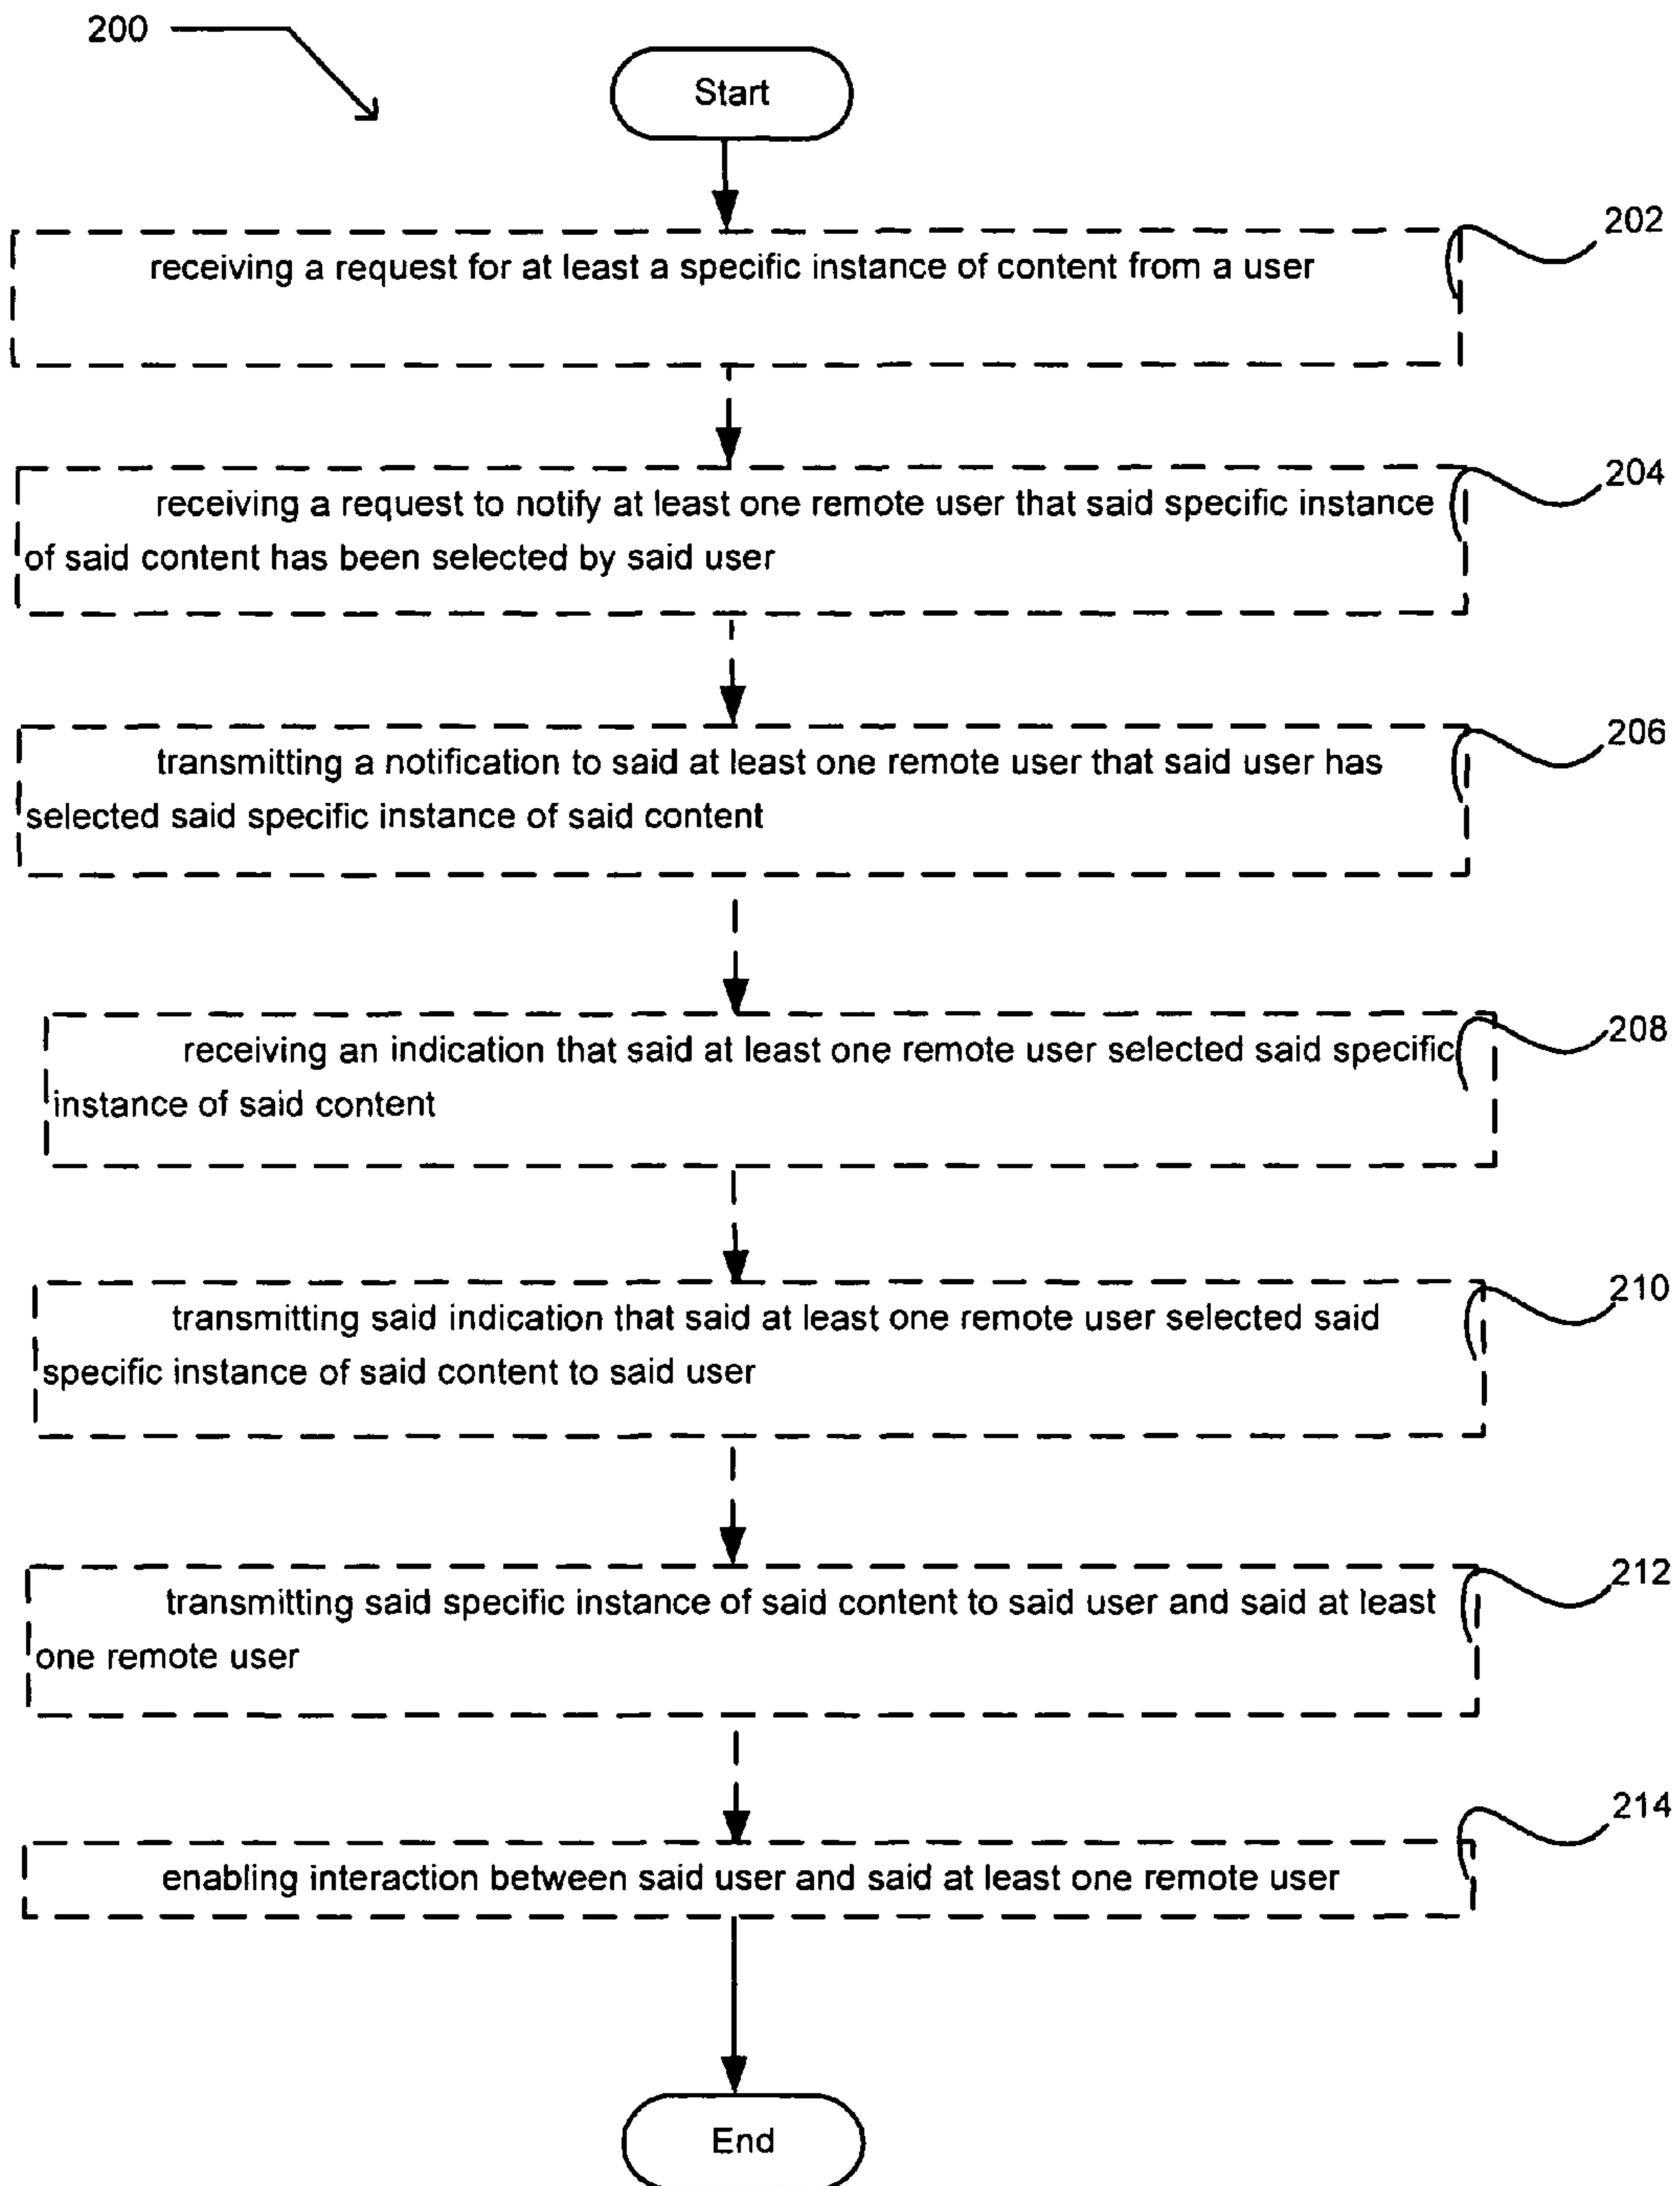 200
Start
202
receiving a request for at least a specific instance of content from a user
204
receiving a request to notify at least one remote user that said specific instance
of said content has been selected by said user
206
transmitting a notification to said at least one remote user that said user has
selected said specific instance of said content
208
receiving an indication that said at least one remote user selected said specific
instance of said content
210
transmitting said indication that said at least one remote user selected said
specific instance of said content to said user
212
transmitting said specific instance of said content to said user and said at least
one remote user
214
enabling interaction between said user and said at least one remote user
End